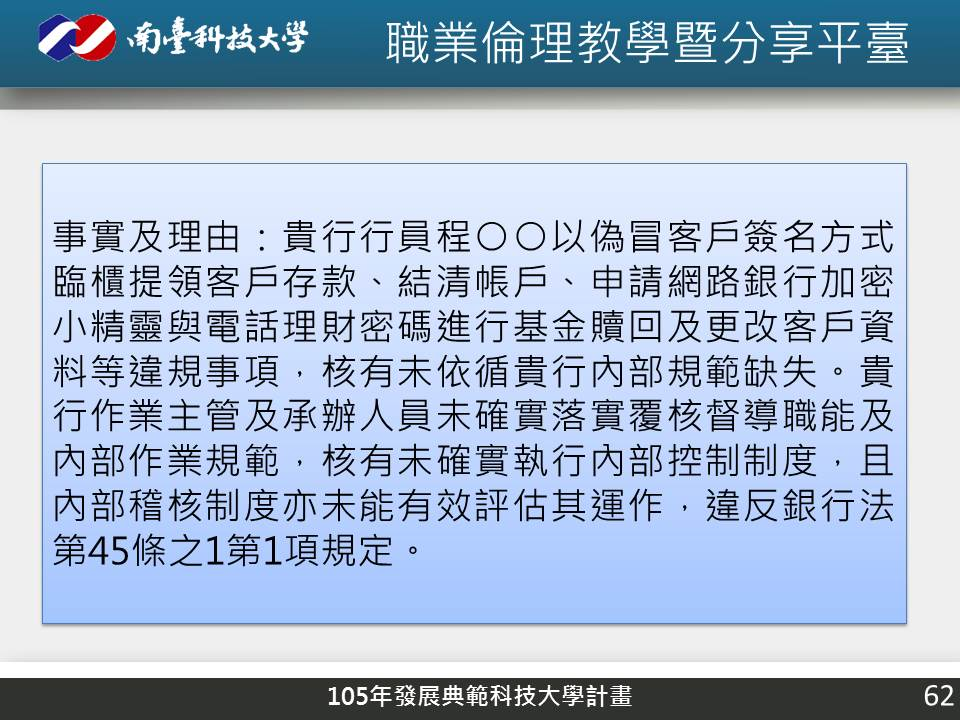 南臺科技大學
職業倫理教學暨分享平臺
事實及理由：貴行行員程〇〇以偽冒客戶簽名方式
臨櫃提領客戶存款、結清帳戶、申請網路銀行加密
小精靈與電話理財密碼進行基金贖回及更改客戶資
料等違規事項，核有未依循貴行內部規範缺失。貴
行作業主管及承辦人員未確實落實覆核督導職能及
內部作業規範，核有未確實執行內部控制制度，且
內部稽核制度亦未能有效評估其運作，違反銀行法
第45條之1第1項規定。
105年發展典範科技大學計畫
62